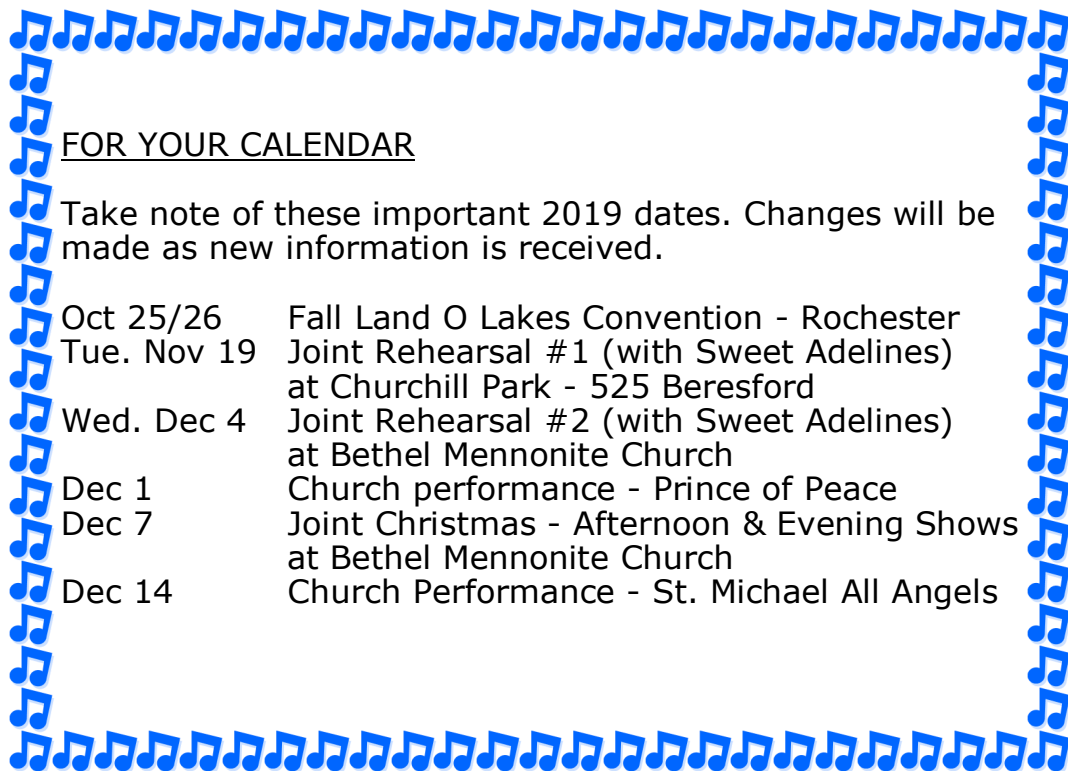 FOR YOUR CALENDAR
Take note of these important 2019 dates. Changes will be
made as new information is received.
Oct 25/26 Fall Land O Lakes Convention - Rochester
Tue. Nov 19 Joint Rehearsal #1 (with Sweet Adelines)
at Churchill Park - 525 Beresford
Wed. Dec 4 Joint Rehearsal #2 (with Sweet Adelines)
at Bethel Mennonite Church
Dec 1 Church performance - Prince of Peace
Dec 7 Joint Christmas - Afternoon & Evening Shows
at Bethel Mennonite Church
Dec 14 Church Performance - St. Michael All Angels